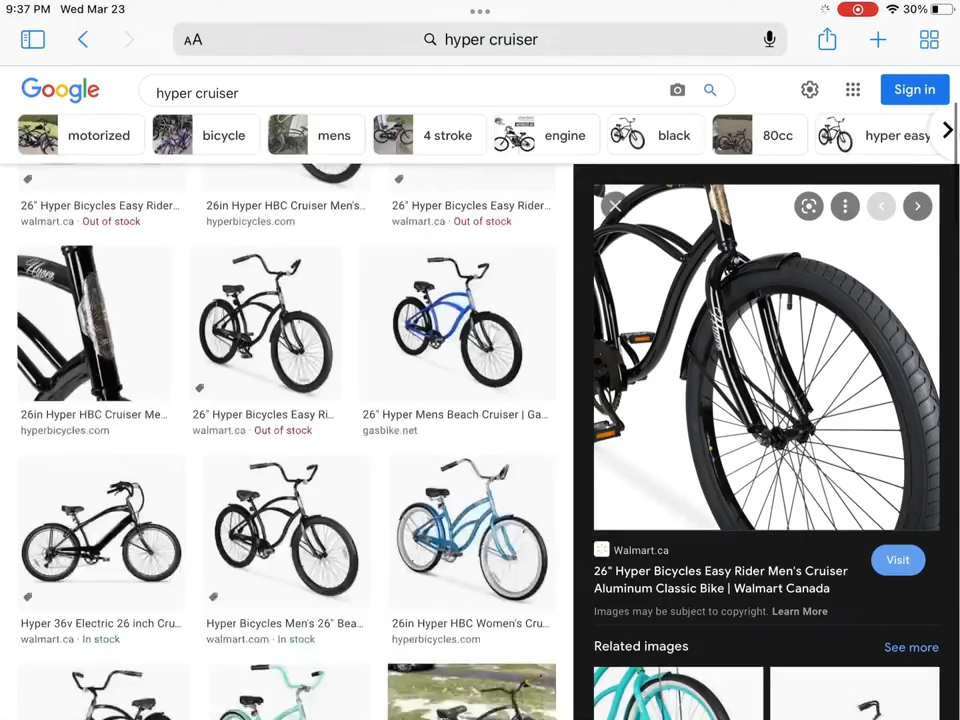 9:37 PM Wed Mar 23
30%
AA
hyper cruiser
Google
hyper cruiser
Sign in
motorized
bicycle
mens
4 stroke
engine
black
80cc
hyper easy
26" Hyper Bicycles Easy Rider...
walmart.ca · Out of stock
26in Hyper HBC Cruiser Men's...
hyperbicycles.com
26" Hyper Bicycles Easy Rider...
walmart.ca · Out of stock
Hyper
26in Hyper HBC Cruiser Me...
hyperbicycles.com
26" Hyper Bicycles Easy Ri...
walmart.ca · Out of stock
26" Hyper Mens Beach Cruiser | Ga...
gasbike.net
Hyper 36v Electric 26 inch Cru...
walmart.ca · In stock
Hyper Bicycles Men's 26" Bea...
walmart.com · In stock
26in Hyper HBC Women's Cru...
hyperbicycles.com
Walmart.ca
26" Hyper Bicycles Easy Rider Men's Cruiser
Aluminum Classic Bike | Walmart Canada
Visit
Images may be subject to copyright. Learn More
Related images
See more